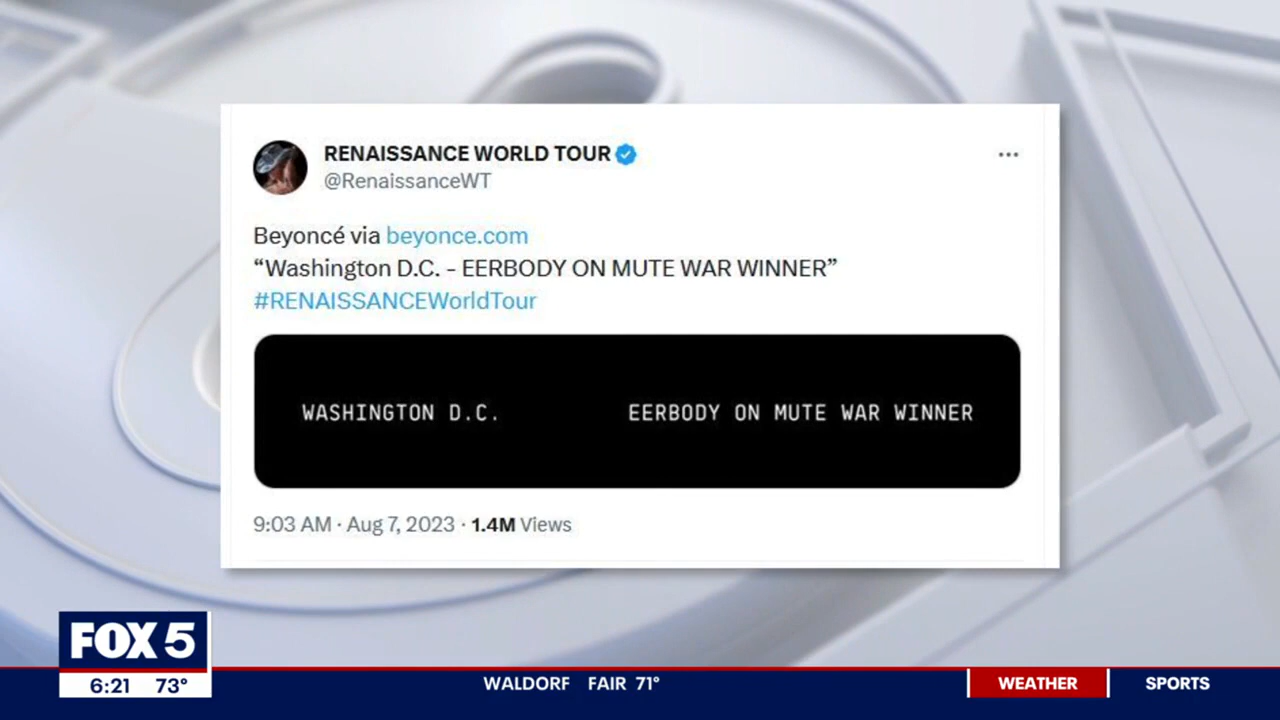 RENAISSANCE WORLD TOUR
@RenaissanceWT
Beyoncé via beyonce.com
“Washington D.C. - EERBODY ON MUTE WAR WINNER”
#RENAISSANCEWorldTour
WASHINGTON D.C. EERBODY ON MUTE WAR WINNER
9:03 AM · Aug 7, 2023 · 1.4M Views
FOX 5
6:21 73°
WALDORF FAIR 71°
WEATHER
SPORTS